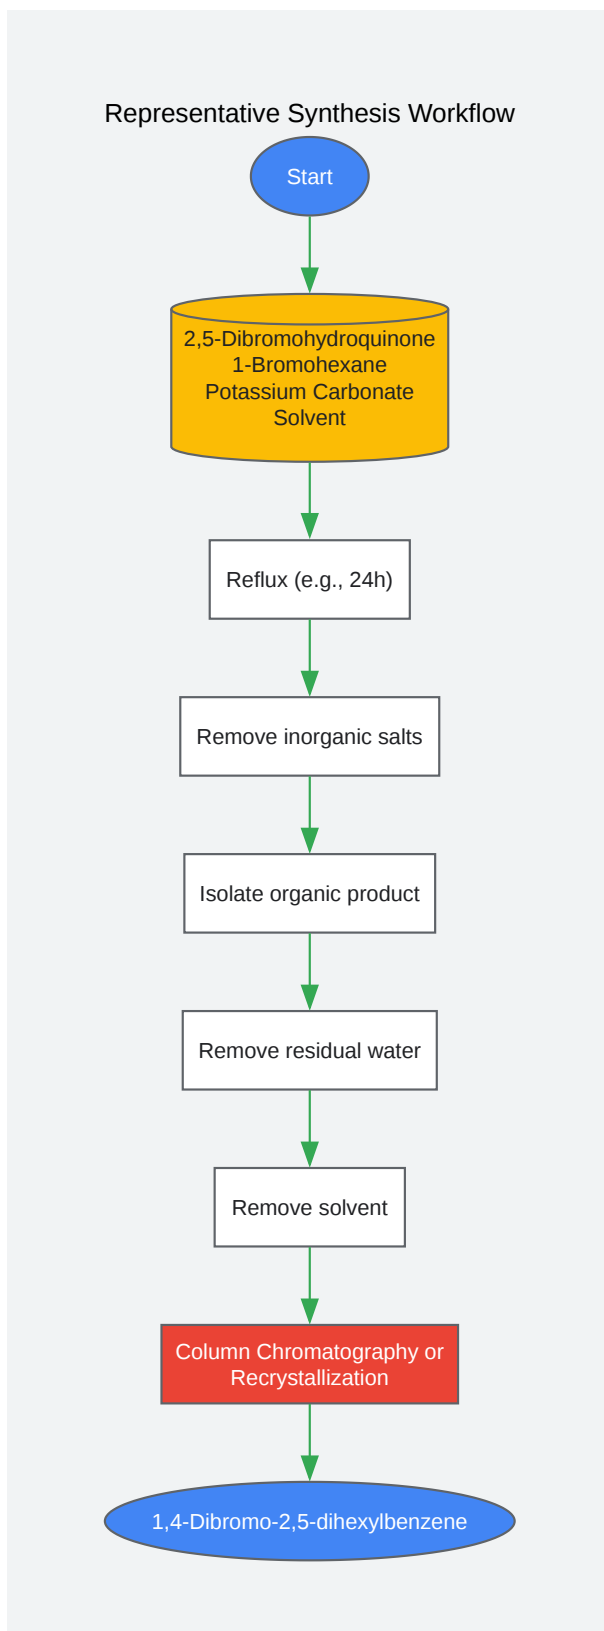 Representative Synthesis Workflow
Start
2,5-Dibromohydroquinone
1-Bromohexane
Potassium Carbonate
Solvent
Reflux (e.g., 24h)
Remove inorganic salts
Isolate organic product
Remove residual water
Remove solvent
Column Chromatography or
Recrystallization
1,4-Dibromo-2,5-dihexylbenzene